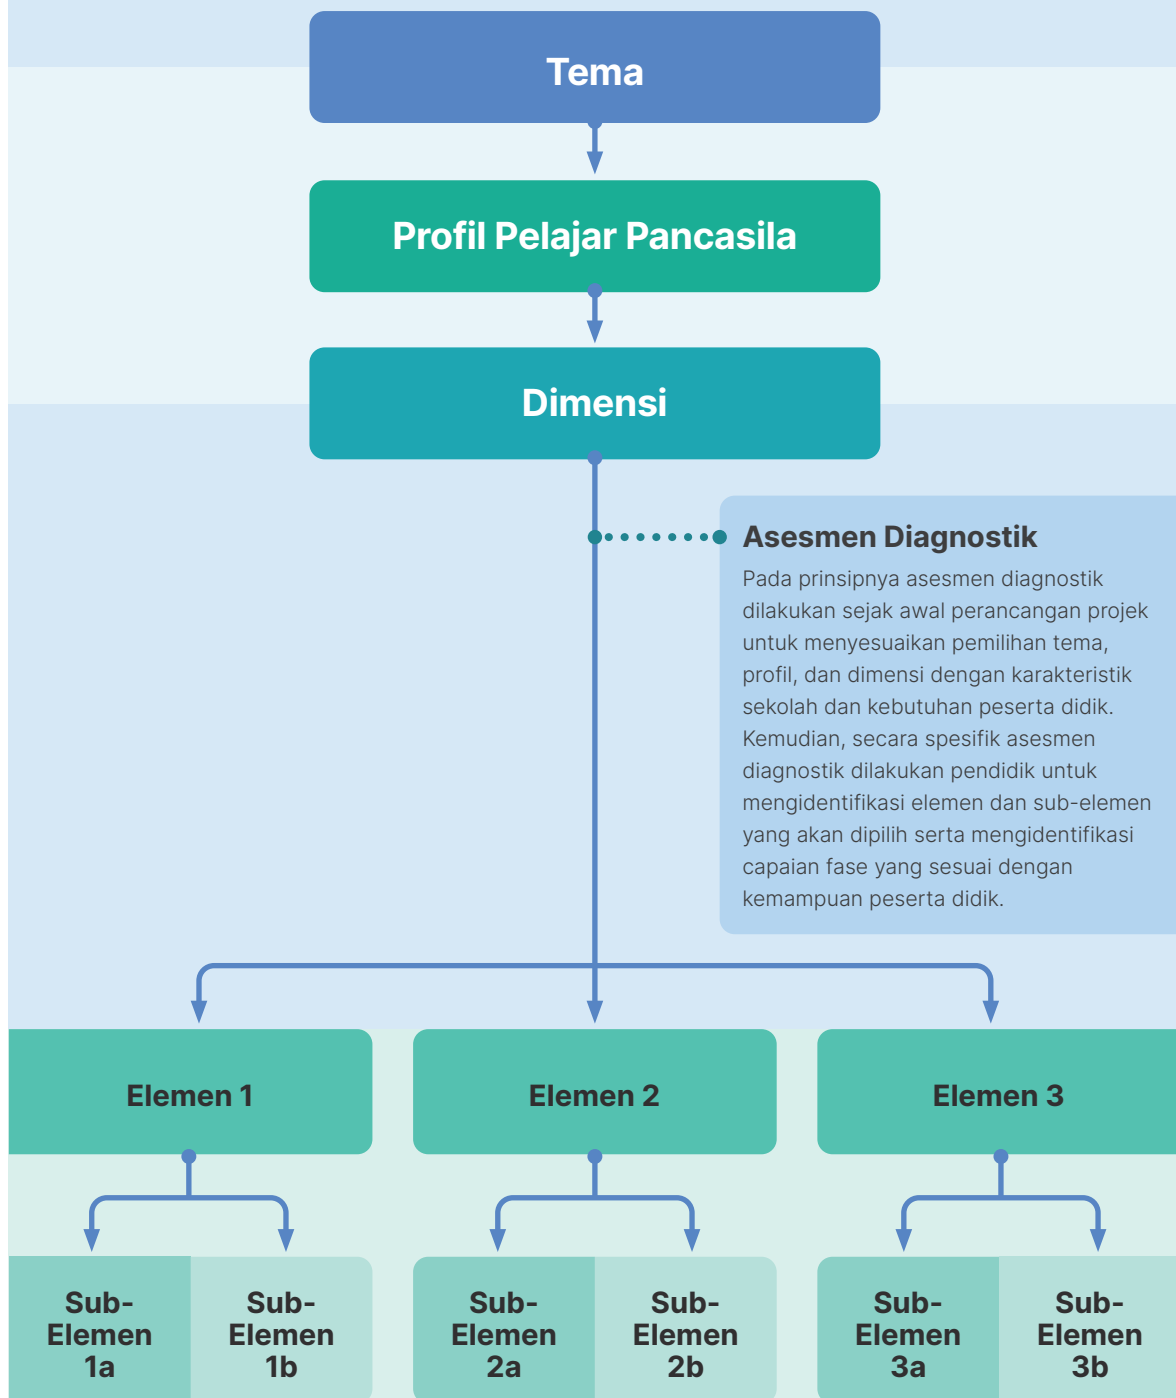 Tema
Profil Pelajar Pancasila
Dimensi
Asesmen Diagnostik
Pada prinsipnya asesmen diagnostik
dilakukan sejak awal perancangan projek
untuk menyesuaikan pemilihan tema,
profil, dan dimensi dengan karakteristik
sekolah dan kebutuhan peserta didik.
Kemudian, secara spesifik asesmen
diagnostik dilakukan pendidik untuk
mengidentifikasi elemen dan sub-elemen
yang akan dipilih serta mengidentifikasi
capaian fase yang sesuai dengan
kemampuan peserta didik.
Elemen 1
Elemen 2
Elemen 3
Sub-
Elemen
1a
Sub-
Elemen
1b
Sub-
Elemen
2a
Sub-
Elemen
2b
Sub-
Elemen
3a
Sub-
Elemen
3b